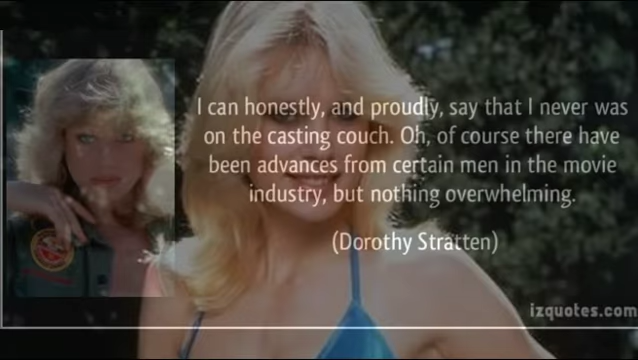 I can honestly, and proudly, say that I never was
on the casting couch. Oh, of course there have
been advances from certain men in the movie
industry, but nothing overwhelming.
(Dorothy Stratten)
izquotes.com